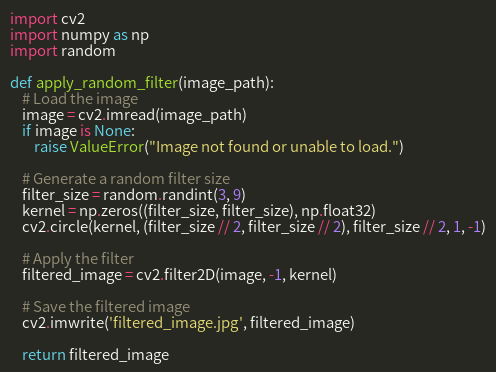 import cv2
import numpy as np
import random

def apply_random_filter(image_path):
    # Load the image
    image = cv2.imread(image_path)
    if image is None:
        raise ValueError("Image not found or unable to load.")

    # Generate a random filter size
    filter_size = random.randint(3, 9)
    kernel = np.zeros((filter_size, filter_size), np.float32)
    cv2.circle(kernel, (filter_size // 2, filter_size // 2), filter_size // 2, 1, -1)

    # Apply the filter
    filtered_image = cv2.filter2D(image, -1, kernel)

    # Save the filtered image
    cv2.imwrite('filtered_image.jpg', filtered_image)

    return filtered_image